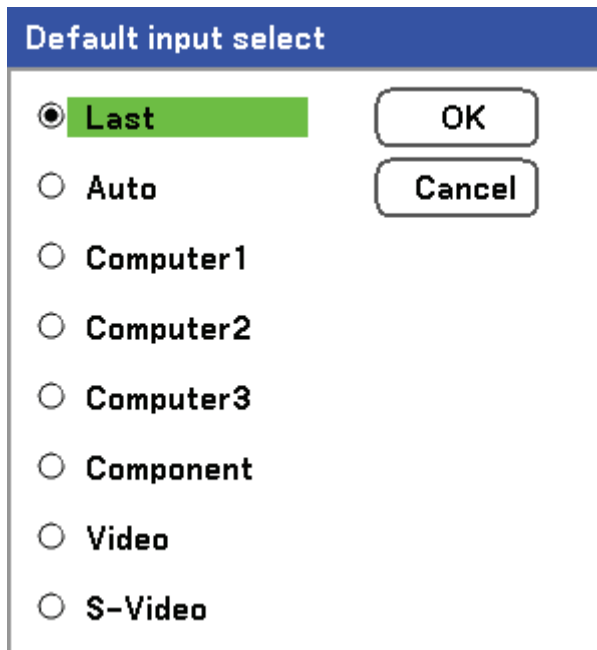 Default input select
Last
OK
Auto
Cancel
Computer1
Computer2
Computer3
Component
Video
S-Video